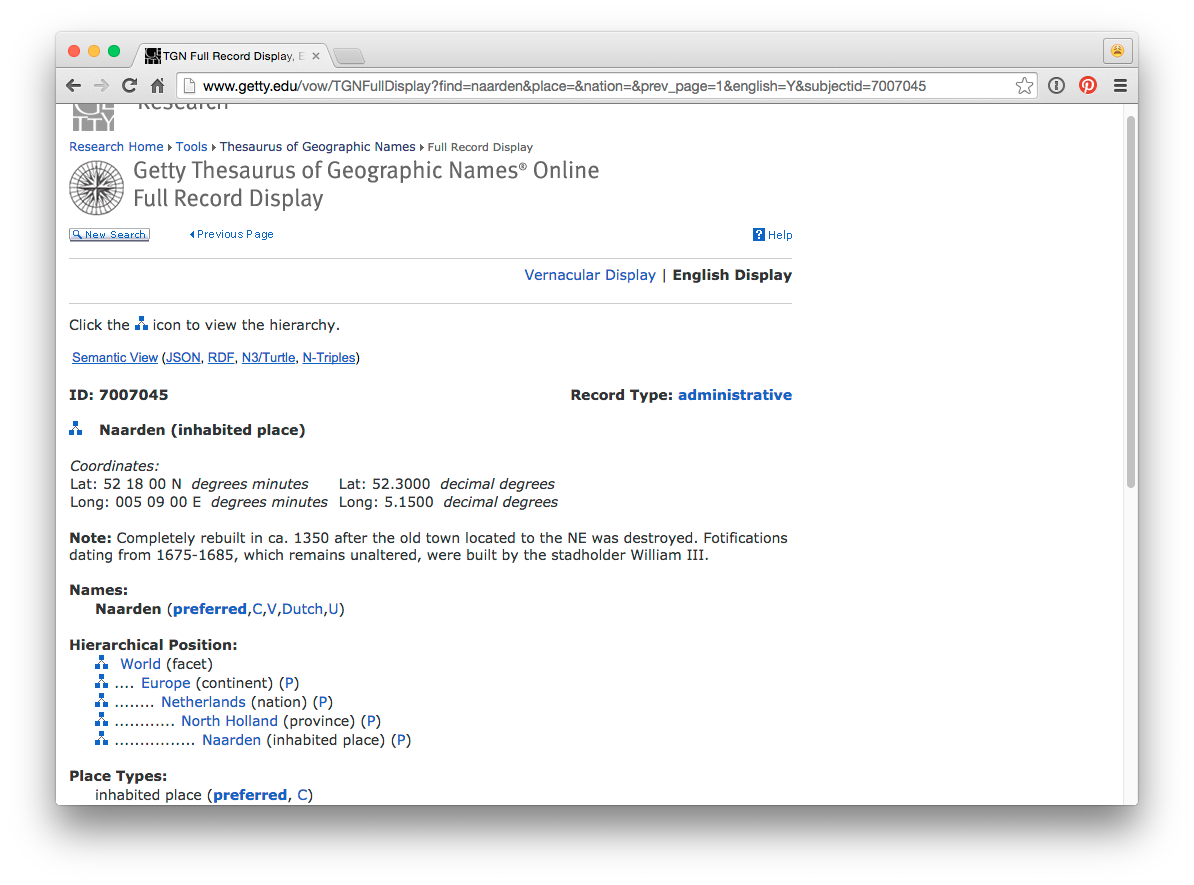 TGN Full Record Display, E
www.getty.edu/vow/TGNFullDisplay?find=naarden&place=&nation=&prev_page=1&english=Y&subjectid=7007045
Research
Research Home Tools Thesaurus of Geographic Names Full Record Display
Getty Thesaurus of Geographic Names® Online
Full Record Display
New Search Previous Page ? Help
Vernacular Display | English Display
Click the icon to view the hierarchy.
Semantic View (JSON, RDF, N3/Turtle, N-Triples)
ID: 7007045 Record Type: administrative
Naarden (inhabited place)
Coordinates:
Lat: 52 18 00 N degrees minutes Lat: 52.3000 decimal degrees
Long: 005 09 00 E degrees minutes Long: 5.1500 decimal degrees
Note: Completely rebuilt in ca. 1350 after the old town located to the NE was destroyed. Fotifications
dating from 1675-1685, which remains unaltered, were built by the stadholder William III.
Names:
Naarden (preferred,C,V,Dutch,U)
Hierarchical Position:
World (facet)
.... Europe (continent) (P)
........ Netherlands (nation) (P)
............ North Holland (province) (P)
................ Naarden (inhabited place) (P)
Place Types:
inhabited place (preferred, C)